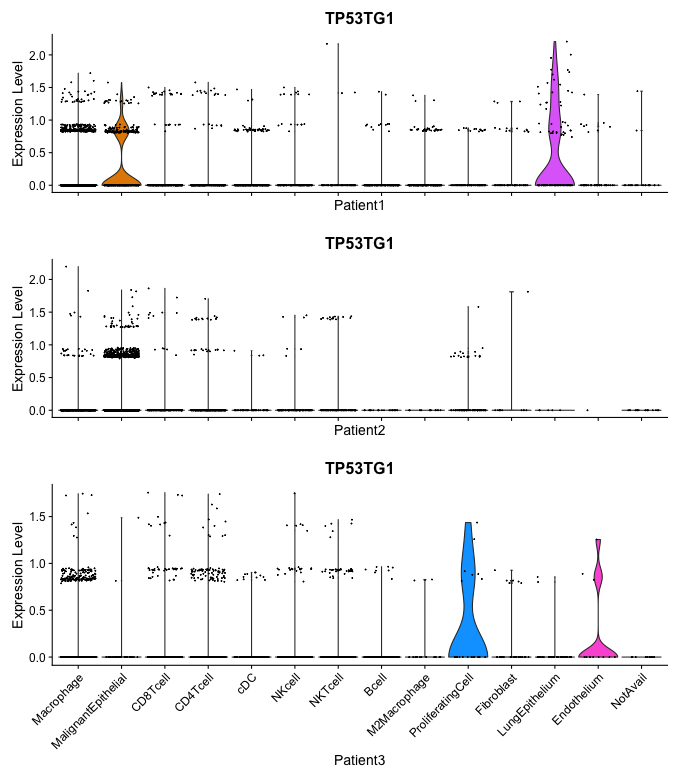 TP53TG1
Expression Level
2.0
1.5
1.0
0.5
0.0
Patient1
TP53TG1
Expression Level
2.0
1.5
1.0
0.5
0.0
Patient2
TP53TG1
Expression Level
1.5
1.0
0.5
0.0
Macrophage
MalignantEpithelial
CD8Tcell
CD4Tcell
cDC
NKcell
NKTcell
Bcell
M2Macrophage
ProliferatingCell
Fibroblast
LungEpithelium
Endothelium
NotAvail
Patient3